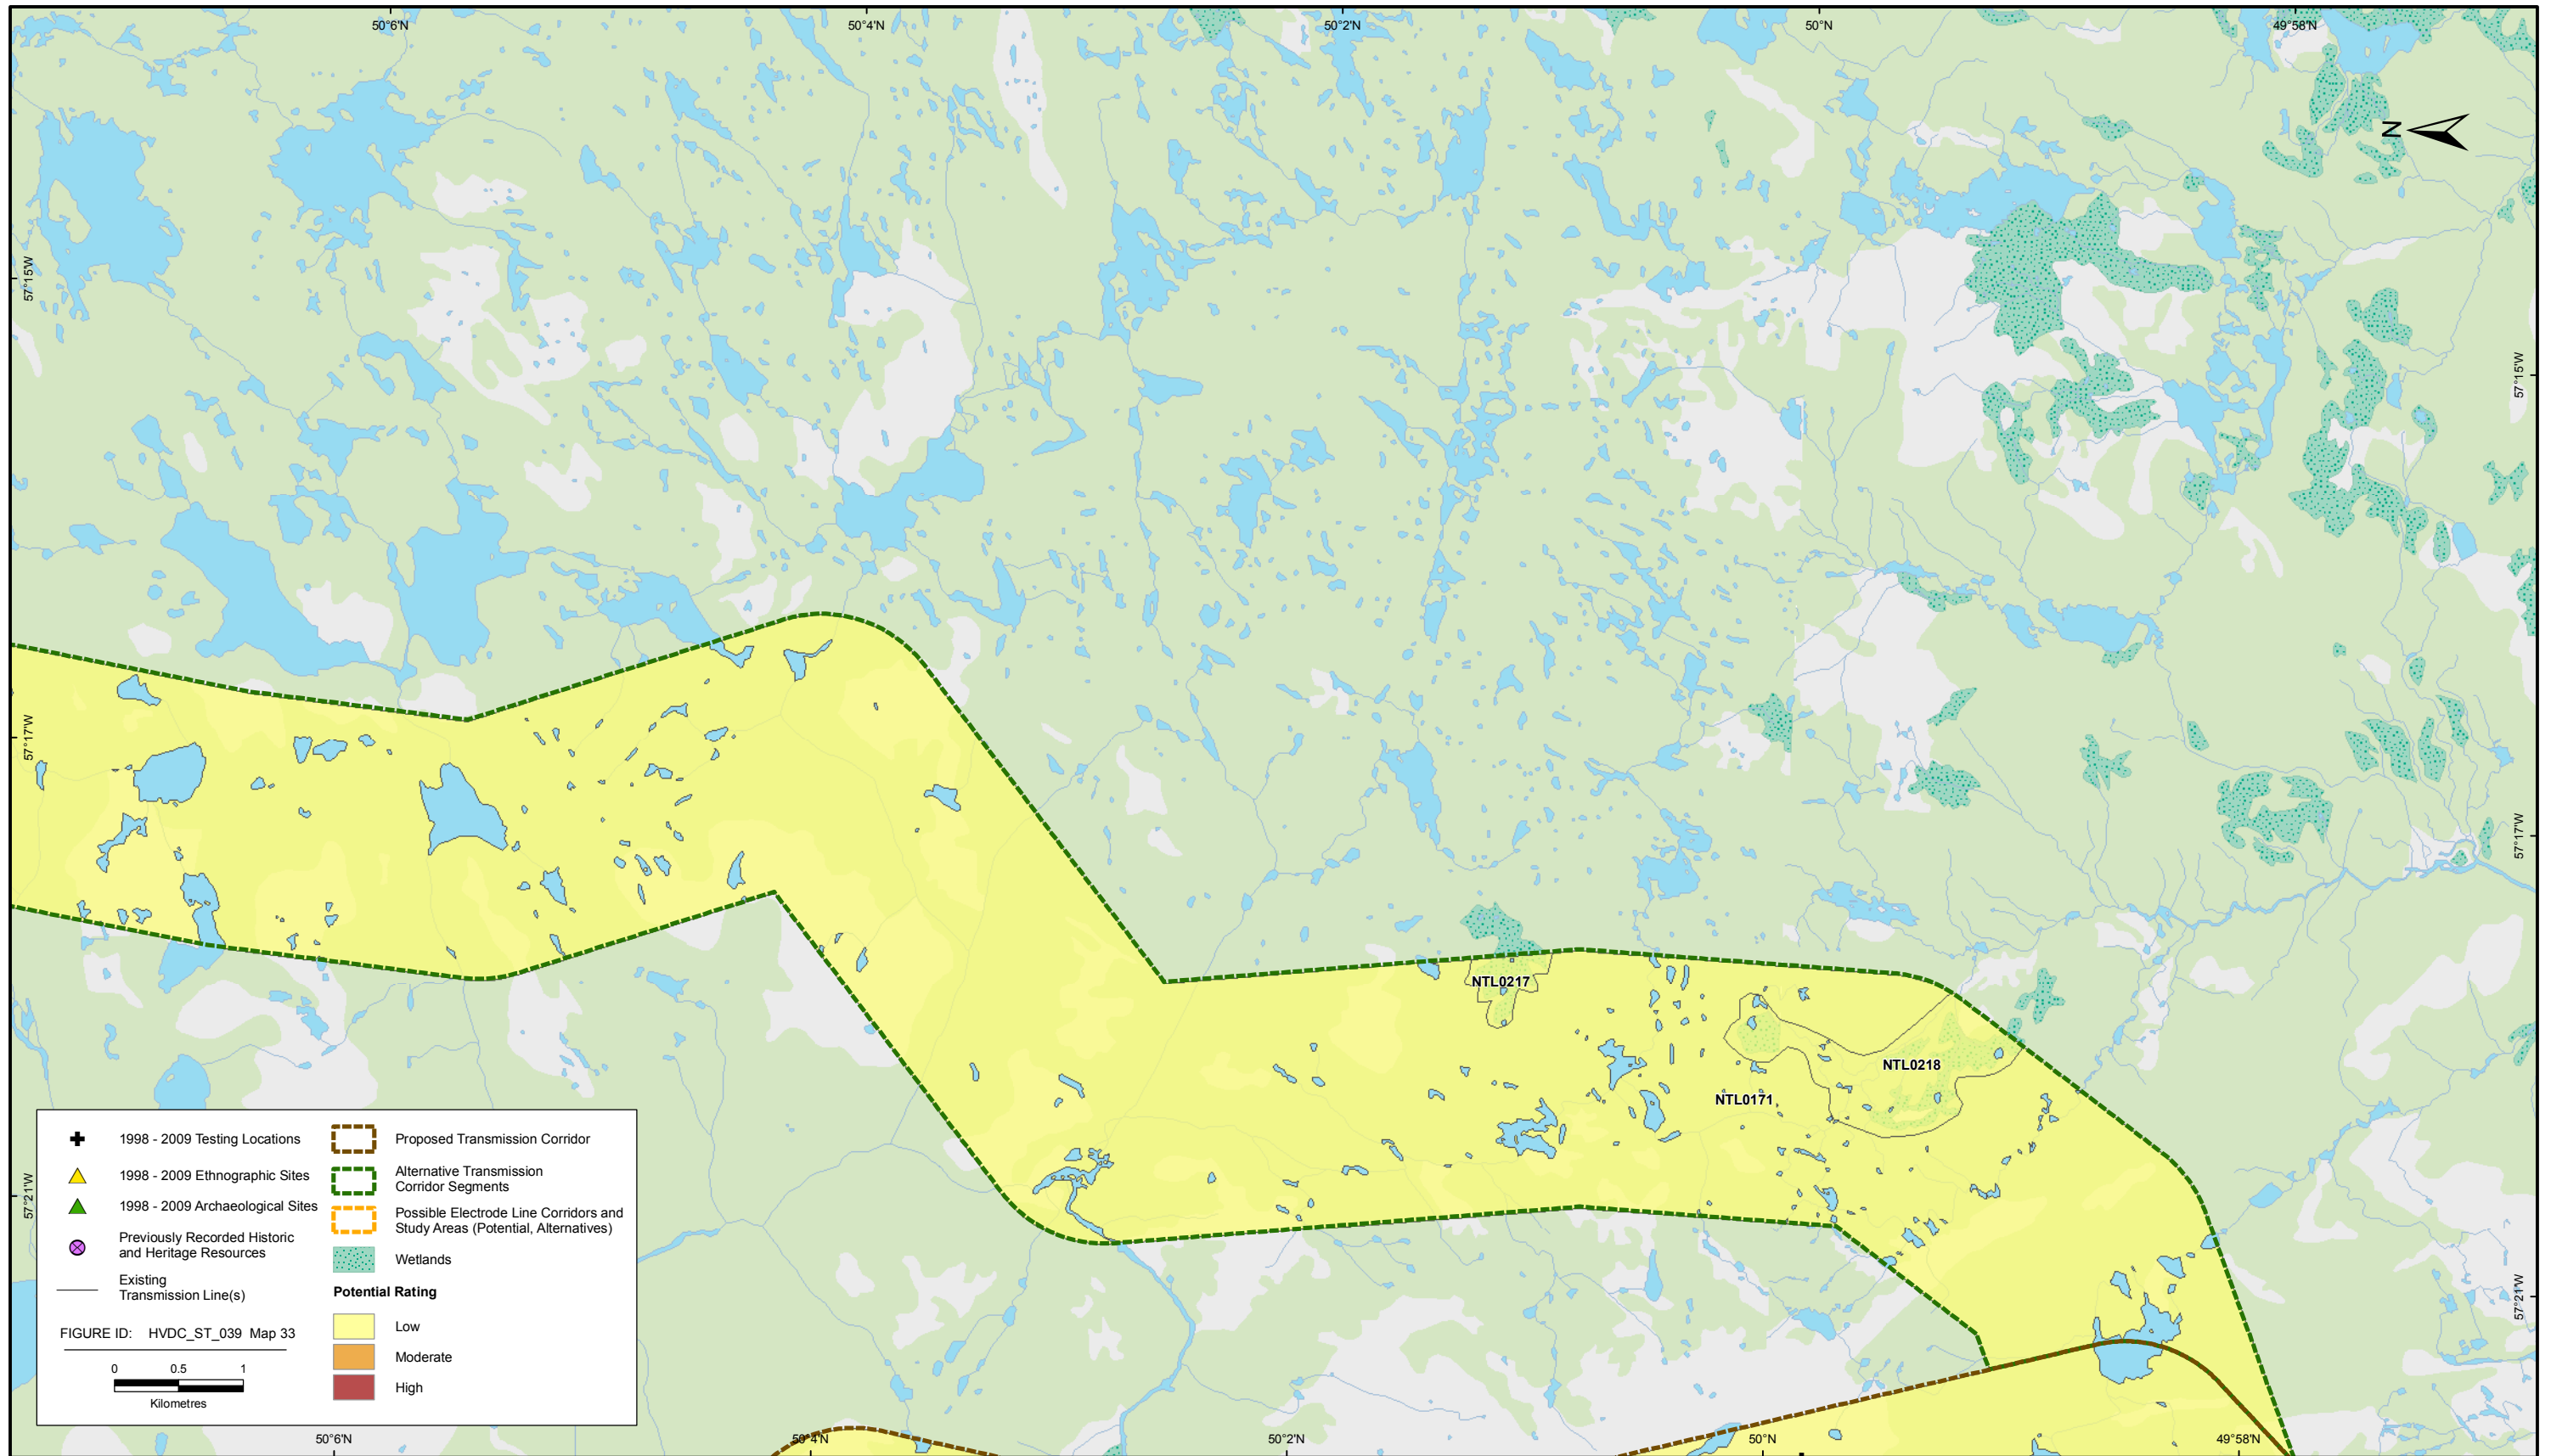 50°6'N
50°4'N
50°2'N
50°N
49°58'N
N
57°15'W
57°15'W
57°17'W
57°17'W
NTL0217
NTL0218
NTL0171
57°21'W
57°21'W
1998 - 2009 Testing Locations
1998 - 2009 Ethnographic Sites
1998 - 2009 Archaeological Sites
Previously Recorded Historic
and Heritage Resources
Existing
Transmission Line(s)
FIGURE ID: HVDC_ST_039 Map 33
0 0.5 1
Kilometres
Proposed Transmission Corridor
Alternative Transmission
Corridor Segments
Possible Electrode Line Corridors and
Study Areas (Potential, Alternatives)
Wetlands
Potential Rating
Low
Moderate
High
50°6'N
50°4'N
50°2'N
50°N
49°58'N